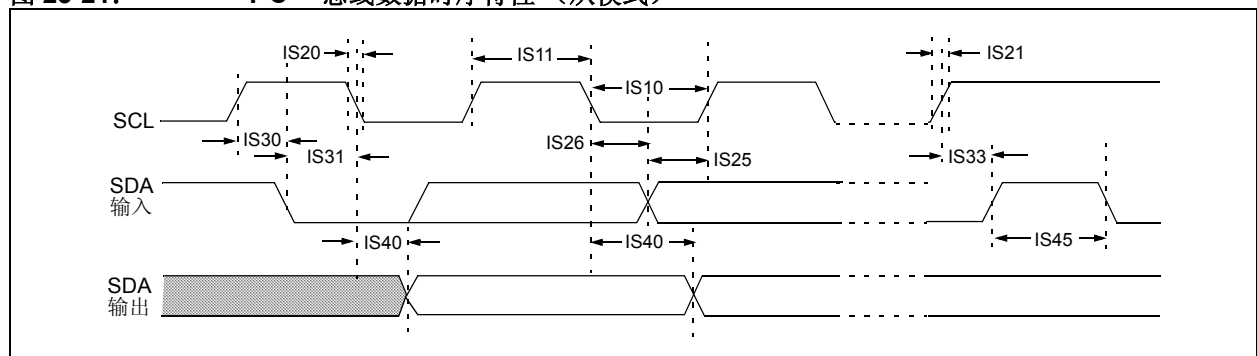 IS20
IS11
IS21
IS10
SCL
IS30
IS31
IS26
IS25
IS33
SDA
输入
IS40
IS40
IS45
SDA
输出